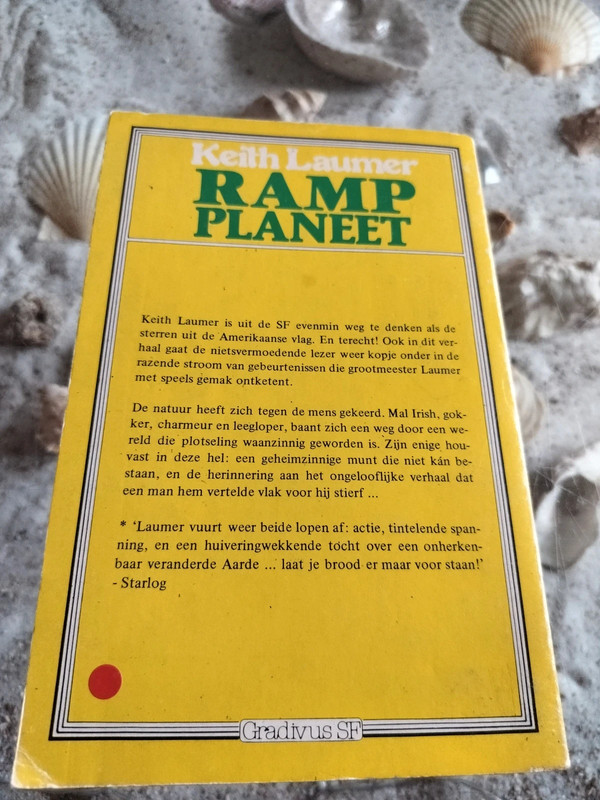 Keith Laumer
RAMP
PLANEET
Keith Laumer is uit de SF evenmin weg te denken als de
sterren uit de Amerikaanse vlag. En terecht! Ook in dit ver-
haal gaat de nietsvermoedende lezer weer kopje onder in de
razende stroom van gebeurtenissen die grootmeester Laumer
met speels gemak ontketent.
De natuur heeft zich tegen de mens gekeerd. Mal Irish, gok-
ker, charmeur en leegloper, baant zich een weg door een we-
reld die plotseling waanzinnig geworden is. Zijn enige hou-
vast in deze hel: een geheimzinnige munt die niet kán be-
staan, en de herinnering aan het ongelooflijke verhaal dat
een man hem vertelde vlak voor hij stierf ...
* 'Laumer vuurt weer beide lopen af: actie, tintelende span-
ning, en een huiveringwekkende tocht over een onherken-
baar veranderde Aarde ... laat je brood er maar voor staan!'
- Starlog
Gradivus SF